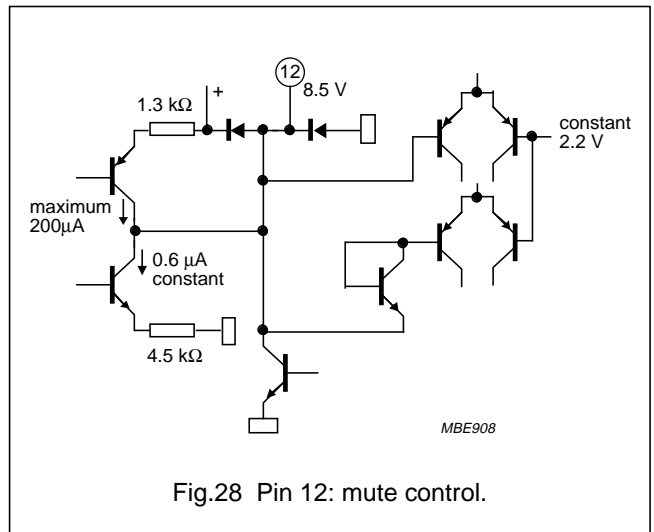 12
8.5 V
+
1.3 kΩ
constant
2.2 V
maximum
200µA
0.6 µA
constant
4.5 kΩ
MBE908
Fig.28 Pin 12: mute control.